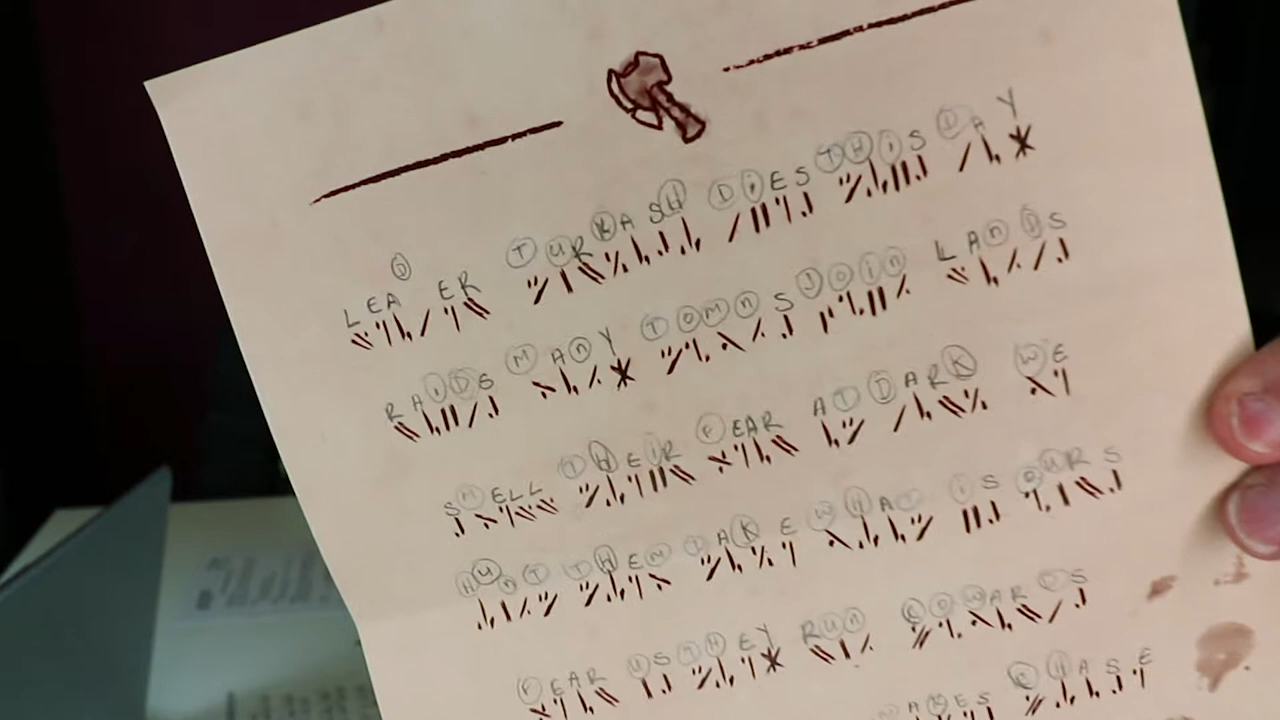 LEADER TURKASH DIES THIS DAY
RAIDS MANY TOMNS JOIN LANDS
SMELL THEIR FEAR AT DARK WE
HUNT THEM TAKE WHAT IS OURS
FEAR US THEY RUN COWARDS
CHASE